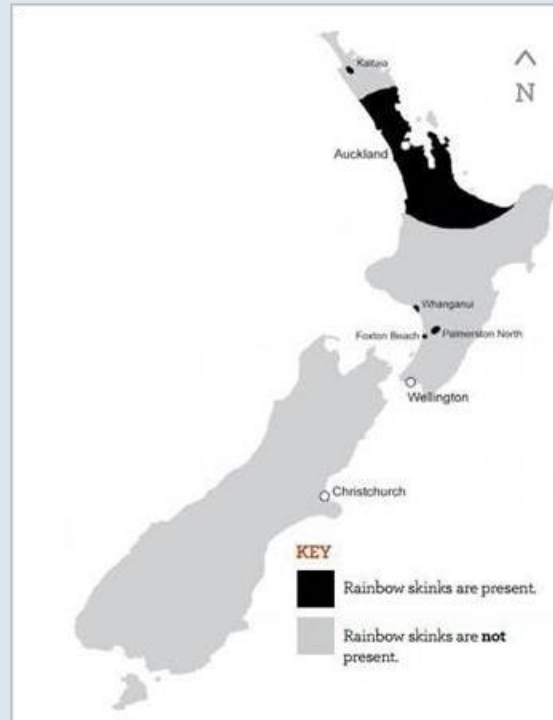 Kaitaia
N
Auckland
Whanganui
Foxton Beach
Palmerston North
Wellington
Christchurch
KEY
Rainbow skinks are present.
Rainbow skinks are not
present.